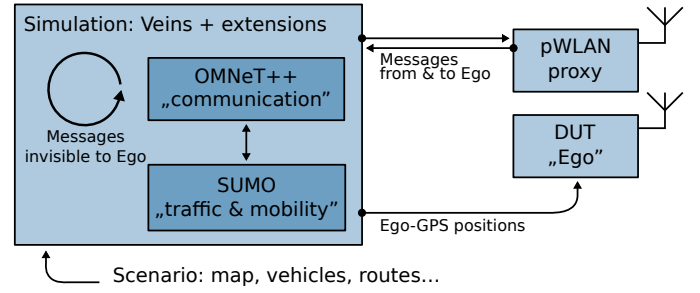 Simulation: Veins + extensions
OMNeT++
„communication”
Messages
invisible to Ego
SUMO
„traffic & mobility”
Messages
from & to Ego
pWLAN
proxy
DUT
„Ego”
Ego-GPS positions
Scenario: map, vehicles, routes…